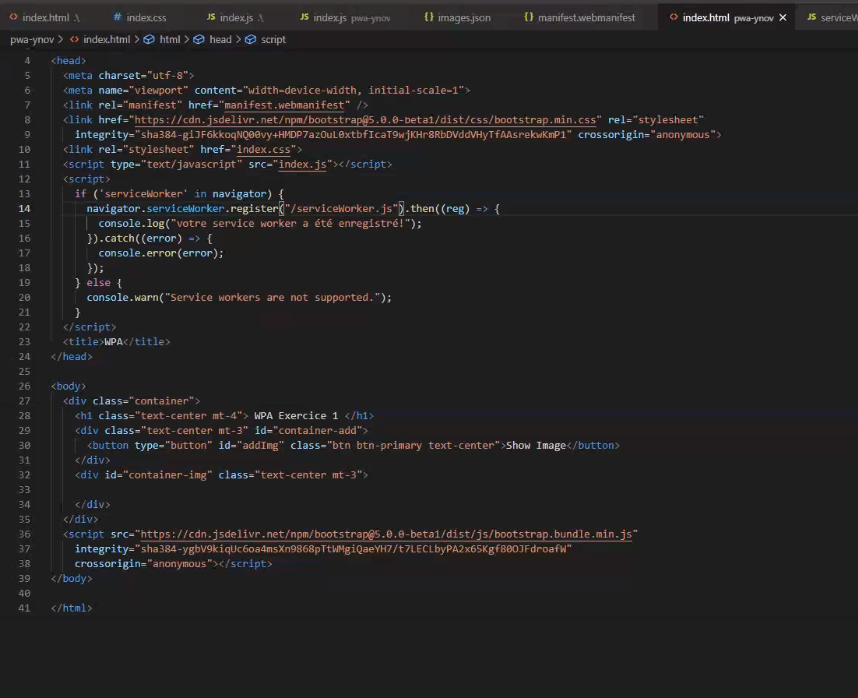 index.html .\ index.css index.js .\ index.js pwa-ynov images.json manifest.webmanifest index.html pwa-ynov serviceW
pwa-ynov > index.html > html > head > script
4 <head>
5 <meta charset="utf-8">
6 <meta name="viewport" content="width=device-width, initial-scale=1">
7 <link rel="manifest" href="manifest.webmanifest" />
8 <link href="https://cdn.jsdelivr.net/npm/bootstrap@5.0.0-beta1/dist/css/bootstrap.min.css" rel="stylesheet"
9 integrity="sha384-giJF6kkoqNQ00vy+HMDP7azOuL0xtbfIcaT9wjKHr8RbDVddVHyTfAAsrekwKmP1" crossorigin="anonymous">
10 <link rel="stylesheet" href="index.css">
11 <script type="text/javascript" src="index.js"></script>
12 <script>
13 if ('serviceWorker' in navigator) {
14 navigator.serviceWorker.register("/serviceWorker.js").then((reg) => {
15 console.log("votre service worker a été enregistré!");
16 }).catch((error) => {
17 console.error(error);
18 });
19 } else {
20 console.warn("Service workers are not supported.");
21 }
22 </script>
23 <title>WPA</title>
24 </head>
25
26 <body>
27 <div class="container">
28 <h1 class="text-center mt-4"> WPA Exercice 1 </h1>
29 <div class="text-center mt-3" id="container-add">
30 <button type="button" id="addImg" class="btn btn-primary text-center">Show Image</button>
31 </div>
32 <div id="container-img" class="text-center mt-3">
33
34 </div>
35 </div>
36 <script src="https://cdn.jsdelivr.net/npm/bootstrap@5.0.0-beta1/dist/js/bootstrap.bundle.min.js"
37 integrity="sha384-ygbV9kiqUc6oa4msXn9868pTtWMgiQaeYH7/t7LECLbyPA2x65Kgf80OJFdroafW"
38 crossorigin="anonymous"></script>
39 </body>
40
41 </html>